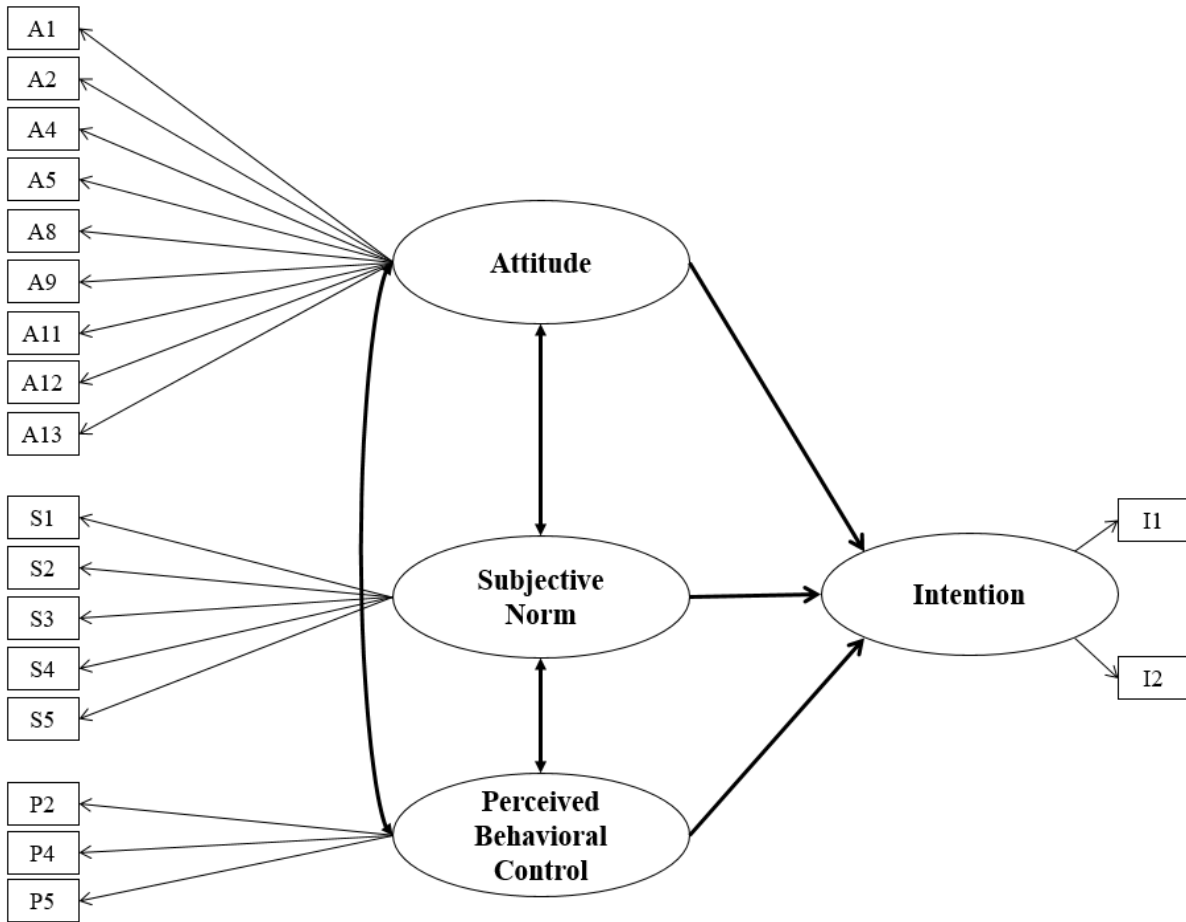 A1
A2
A4
A5
A8
A9
A11
A12
A13
S1
S2
S3
S4
S5
P2
P4
P5
Attitude
Subjective
Norm
Perceived
Behavioral
Control
Intention
I1
I2